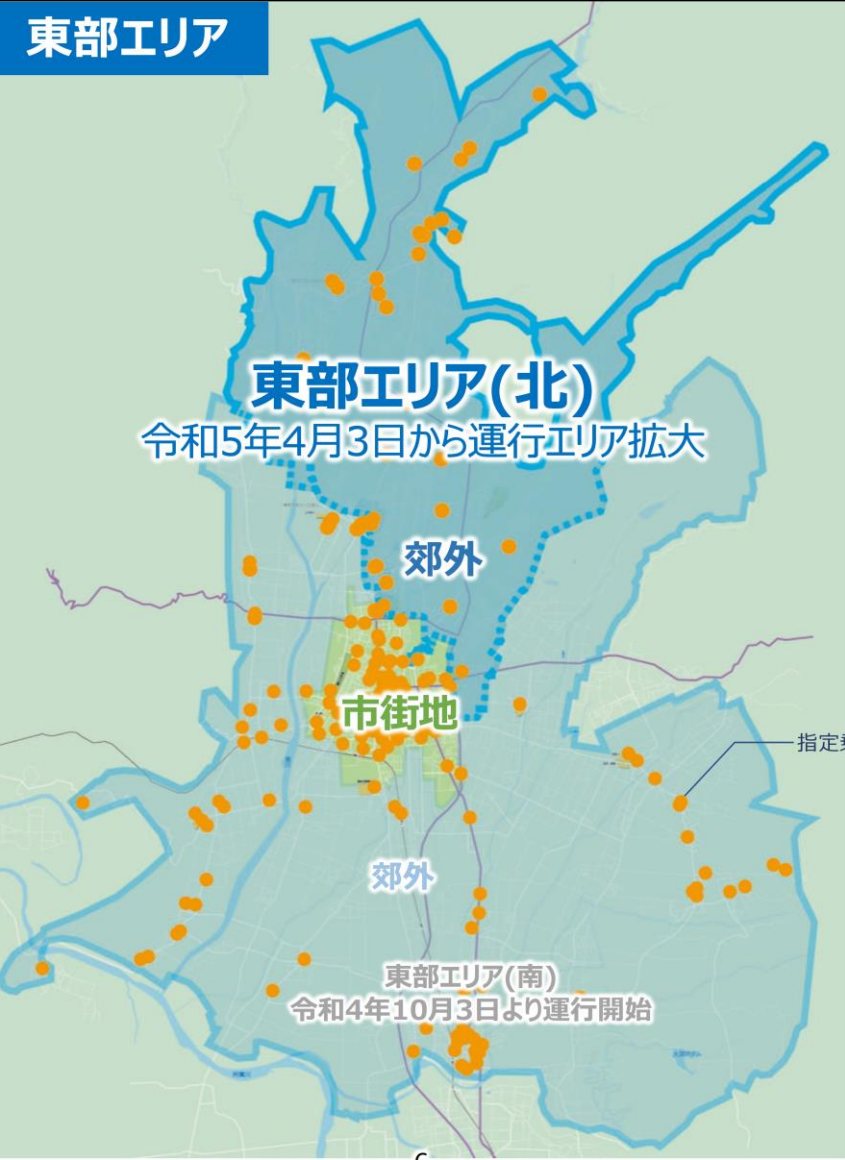 東部エリア
東部エリア(北)
令和5年4月3日から運行エリア拡大
郊外
市街地
指定
郊外
東部エリア(南)
令和4年10月3日より運行開始